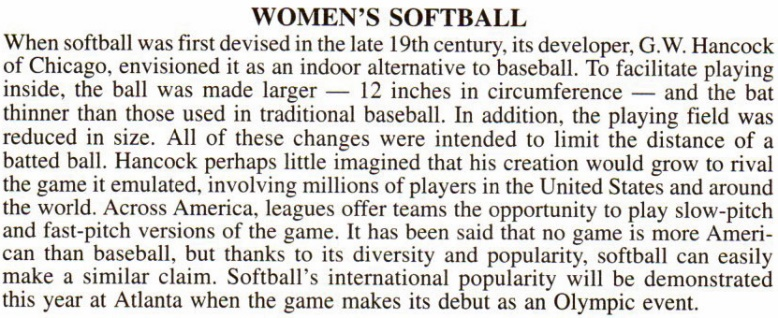 WOMEN'S SOFTBALL
When softball was first devised in the late 19th century, its developer, G.W. Hancock
of Chicago, envisioned it as an indoor alternative to baseball. To facilitate playing
inside, the ball was made larger — 12 inches in circumference — and the bat
thinner than those used in traditional baseball. In addition, the playing field was
reduced in size. All of these changes were intended to limit the distance of a
batted ball. Hancock perhaps little imagined that his creation would grow to rival
the game it emulated, involving millions of players in the United States and around
the world. Across America, leagues offer teams the opportunity to play slow-pitch
and fast-pitch versions of the game. It has been said that no game is more Ameri-
can than baseball, but thanks to its diversity and popularity, softball can easily
make a similar claim. Softball's international popularity will be demonstrated
this year at Atlanta when the game makes its debut as an Olympic event.